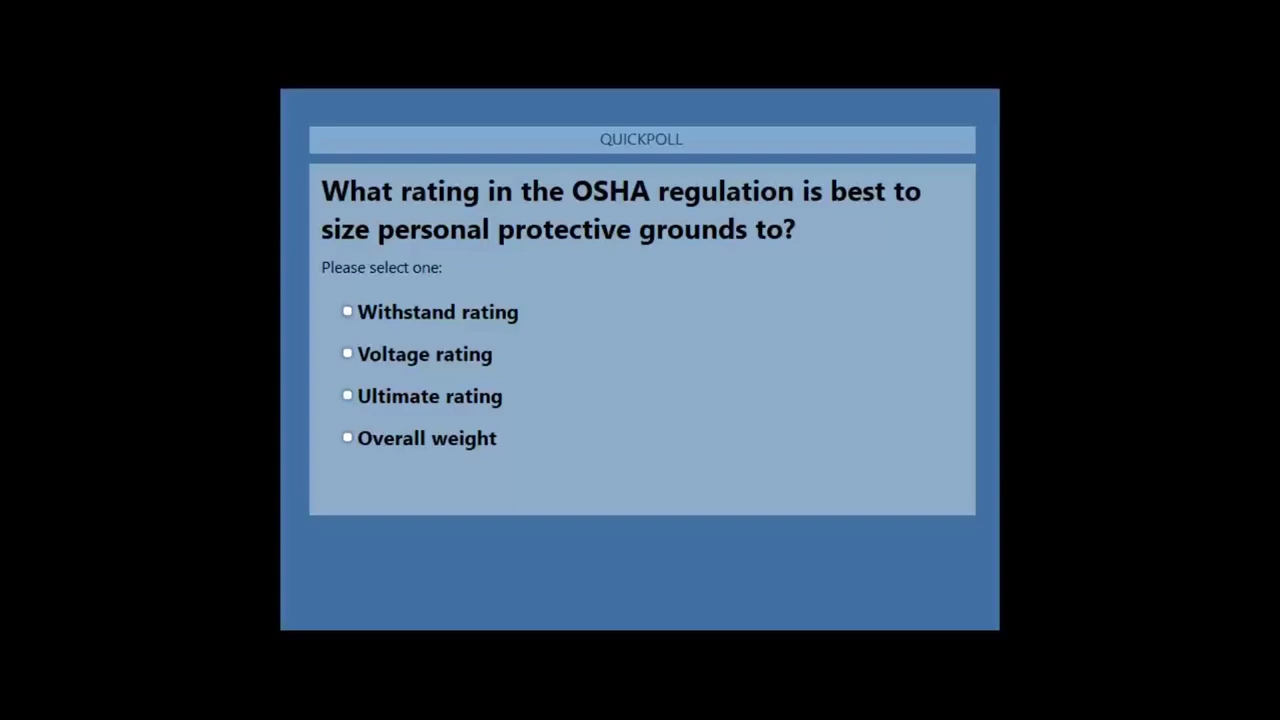 QUICKPOLL
What rating in the OSHA regulation is best to
size personal protective grounds to?
Please select one:
Withstand rating
Voltage rating
Ultimate rating
Overall weight